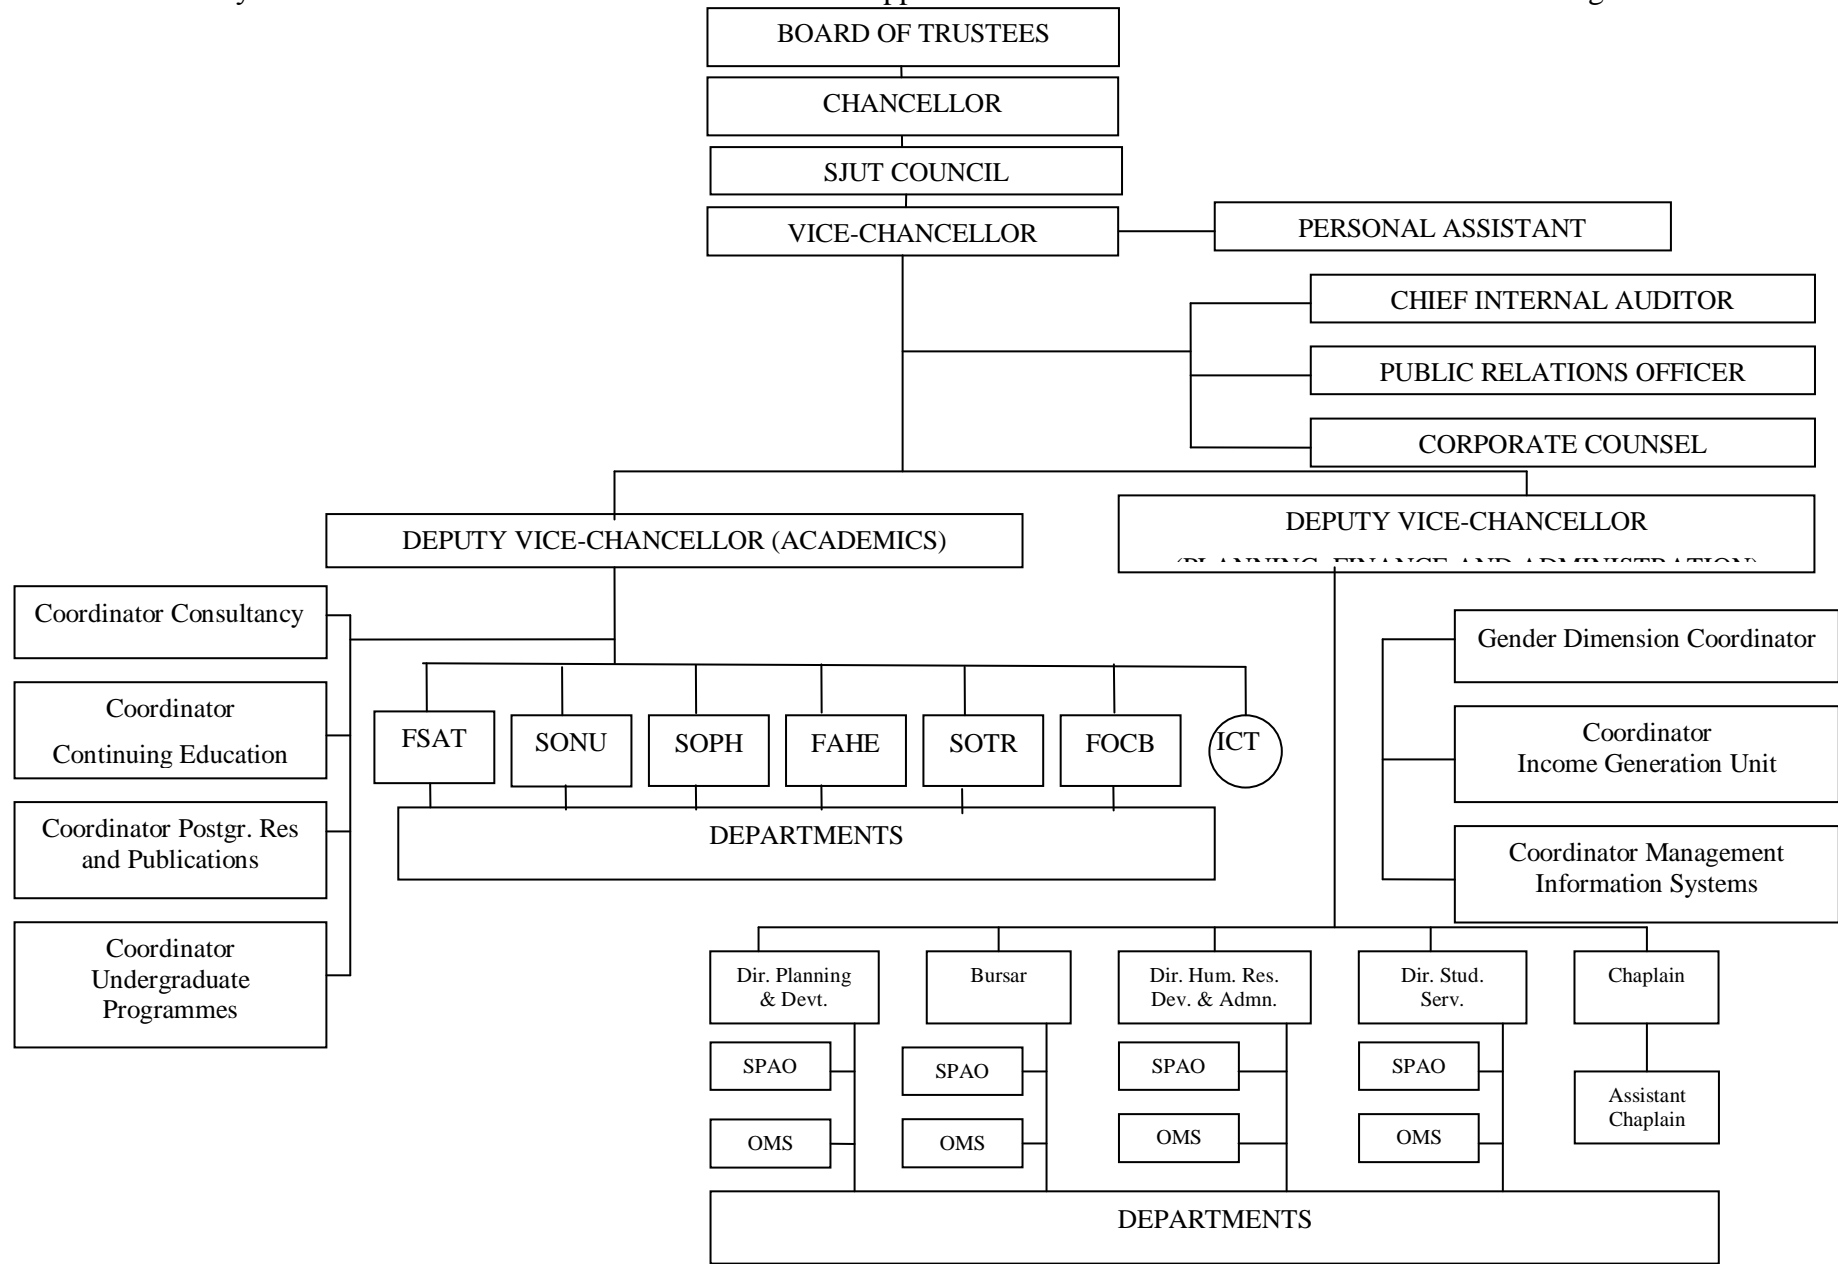 BOARD OF TRUSTEES
CHANCELLOR
SJUT COUNCIL
VICE-CHANCELLOR
PERSONAL ASSISTANT
CHIEF INTERNAL AUDITOR
PUBLIC RELATIONS OFFICER
CORPORATE COUNSEL
DEPUTY VICE-CHANCELLOR (ACADEMICS)
DEPUTY VICE-CHANCELLOR
(PLANNING, FINANCE AND ADMINISTRATION)
Coordinator Consultancy
Coordinator
Continuing Education
Coordinator Postgr. Res
and Publications
Coordinator
Undergraduate
Programmes
FSAT
SONU
SOPH
FAHE
SOTR
FOCB
ICT
DEPARTMENTS
Gender Dimension Coordinator
Coordinator
Income Generation Unit
Coordinator Management
Information Systems
Dir. Planning
& Devt.
Bursar
Dir. Hum. Res.
Dev. & Admn.
Dir. Stud.
Serv.
Chaplain
SPAO
SPAO
SPAO
SPAO
Assistant
Chaplain
OMS
OMS
OMS
OMS
DEPARTMENTS